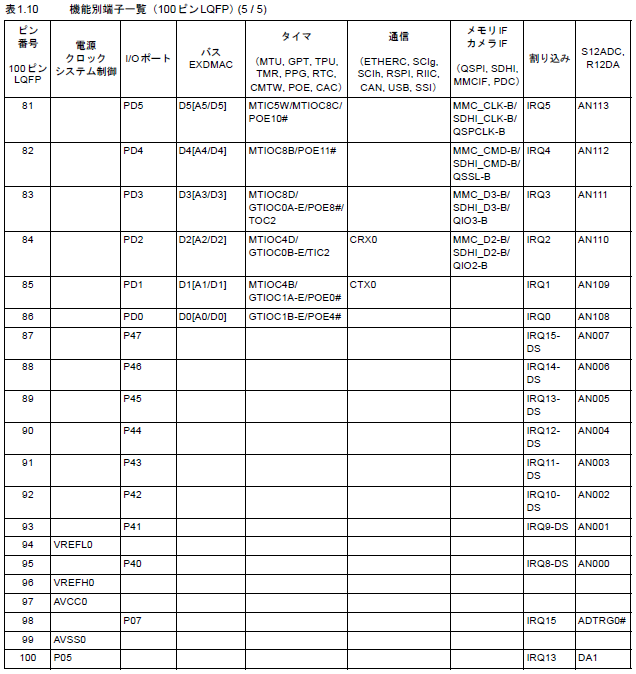 表1.10 機能別端子一覧 (100ピンLQFP) (5 / 5)
ピン
番号
100ピン
LQFP
電源
クロック
システム制御
I/Oポート
バス
EXDMAC
タイマ
(MTU, GPT, TPU,
TMR, PPG, RTC,
CMTW, POE, CAC)
通信
(ETHERC, SCIg,
SCIh, RSPI, RIIC,
CAN, USB, SSI)
メモリIF
カメラIF
(QSPI, SDHI,
MMCIF, PDC)
割り込み
S12ADC,
R12DA
81 PD5 D5[A5/D5] MTIC5W/MTIOC8C/ MMC_CLK-B/ IRQ5 AN113
POE10# SDHI_CLK-B/
QSPCLK-B
82 PD4 D4[A4/D4] MTIOC8B/POE11# MMC_CMD-B/ IRQ4 AN112
SDHI_CMD-B/
QSSL-B
83 PD3 D3[A3/D3] MTIOC8D/ MMC_D3-B/ IRQ3 AN111
GTIOC0A-E/POE8#/ SDHI_D3-B/
TOC2 QIO3-B
84 PD2 D2[A2/D2] MTIOC4D/ CRX0 MMC_D2-B/ IRQ2 AN110
GTIOC0B-E/TIC2 SDHI_D2-B/
QIO2-B
85 PD1 D1[A1/D1] MTIOC4B/ CTX0 IRQ1 AN109
GTIOC1A-E/POE0#
86 PD0 D0[A0/D0] GTIOC1B-E/POE4# IRQ0 AN108
87 P47 IRQ15- AN007
DS
88 P46 IRQ14- AN006
DS
89 P45 IRQ13- AN005
DS
90 P44 IRQ12- AN004
DS
91 P43 IRQ11- AN003
DS
92 P42 IRQ10- AN002
DS
93 P41 IRQ9-DS AN001
94 VREFL0
95 P40 IRQ8-DS AN000
96 VREFH0
97 AVCC0
98 P07 IRQ15 ADTRG0#
99 AVSS0
100 P05 IRQ13 DA1